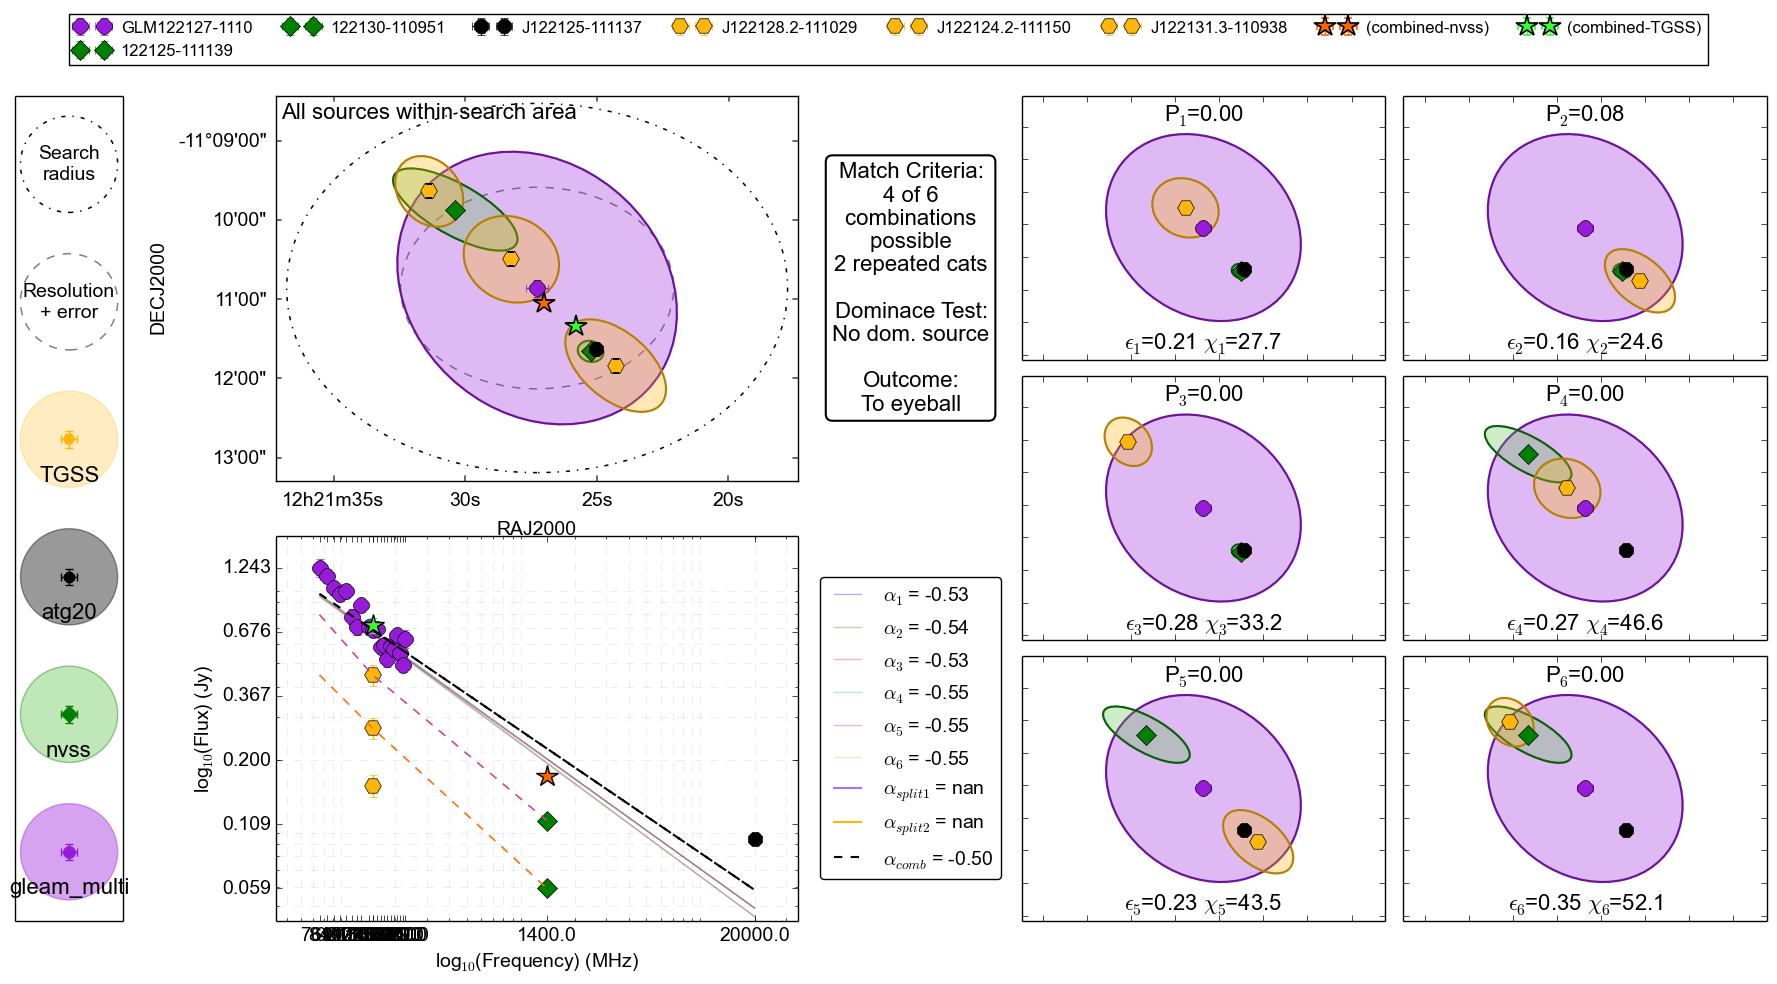 GLM122127-1110 122130-110951 J122125-111137 J122128.2-111029 J122124.2-111150 J122131.3-110938 (combined-nvss) (combined-TGSS)
122125-111139
Search
radius
Resolution
+ error
TGSS
atg20
nvss
gleam_multi
All sources within search area
DECJ2000
-11°09'00"
10'00"
11'00"
12'00"
13'00"
12h21m35s 30s 25s 20s
RAJ2000
Match Criteria:
4 of 6
combinations
possible
2 repeated cats
Dominace Test:
No dom. source
Outcome:
To eyeball
log10(Flux) (Jy)
1.243
0.676
0.367
0.200
0.109
0.059
1400.0 20000.0
log10(Frequency) (MHz)
α1 = -0.53
α2 = -0.54
α3 = -0.53
α4 = -0.55
α5 = -0.55
α6 = -0.55
αsplit1 = nan
αsplit2 = nan
αcomb = -0.50
P1=0.00
ϵ1=0.21 χ1=27.7
P2=0.08
ϵ2=0.16 χ2=24.6
P3=0.00
ϵ3=0.28 χ3=33.2
P4=0.00
ϵ4=0.27 χ4=46.6
P5=0.00
ϵ5=0.23 χ5=43.5
P6=0.00
ϵ6=0.35 χ6=52.1